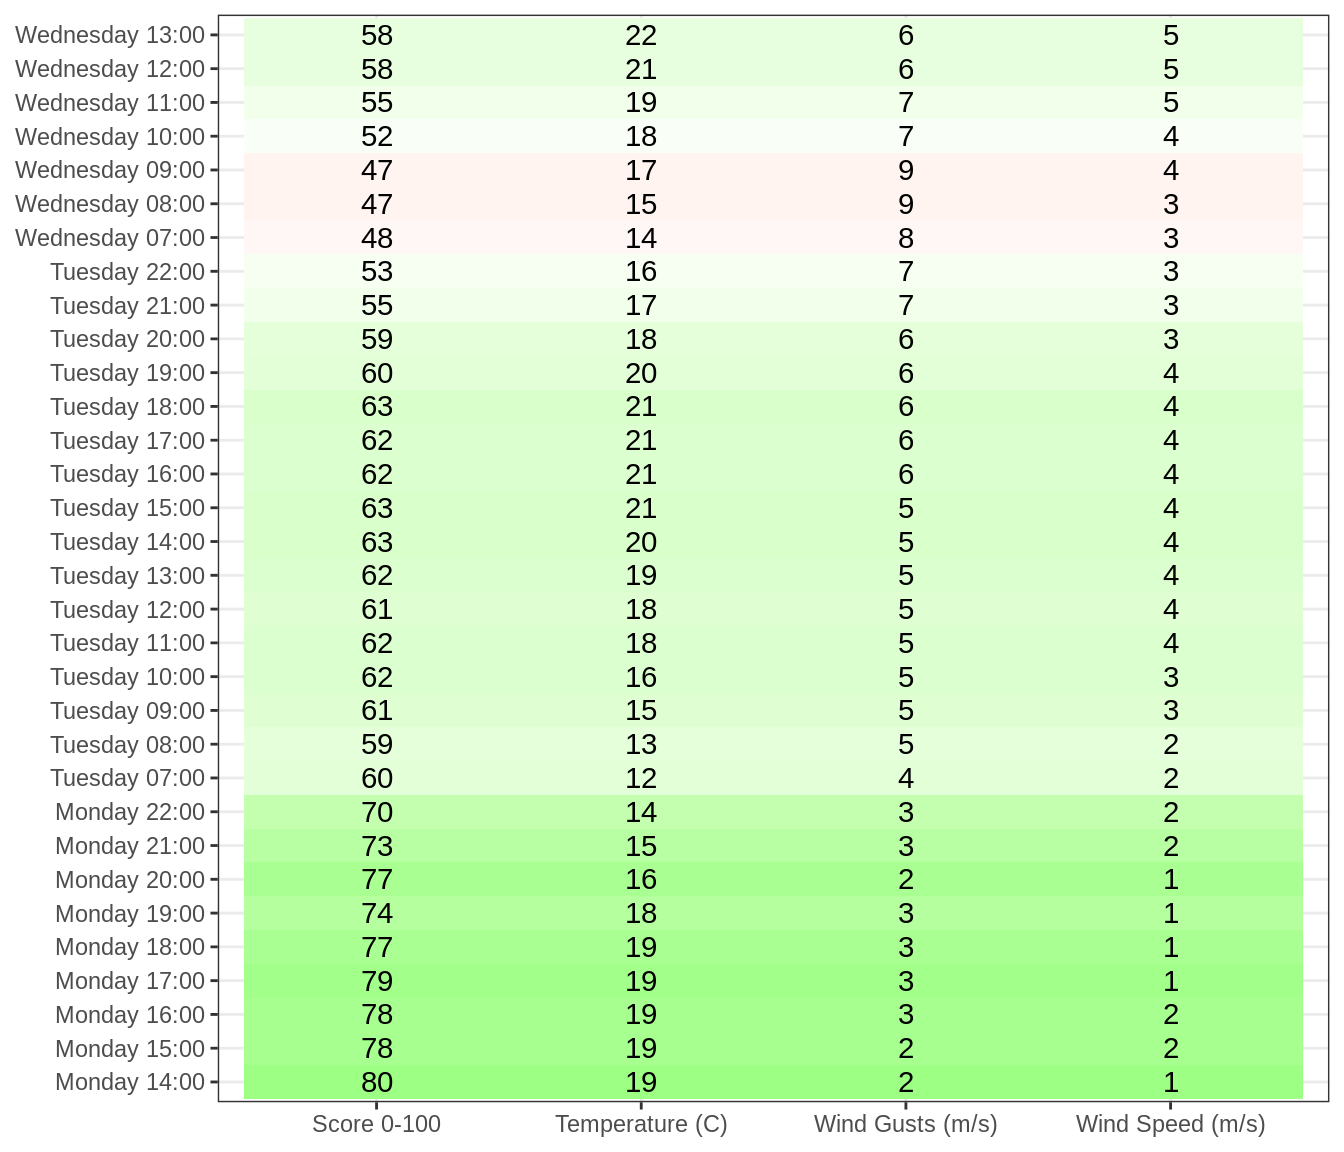 Wednesday 13:00 58 22 6 5
Wednesday 12:00 58 21 6 5
Wednesday 11:00 55 19 7 5
Wednesday 10:00 52 18 7 4
Wednesday 09:00 47 17 9 4
Wednesday 08:00 47 15 9 3
Wednesday 07:00 48 14 8 3
Tuesday 22:00 53 16 7 3
Tuesday 21:00 55 17 7 3
Tuesday 20:00 59 18 6 3
Tuesday 19:00 60 20 6 4
Tuesday 18:00 63 21 6 4
Tuesday 17:00 62 21 6 4
Tuesday 16:00 62 21 6 4
Tuesday 15:00 63 21 5 4
Tuesday 14:00 63 20 5 4
Tuesday 13:00 62 19 5 4
Tuesday 12:00 61 18 5 4
Tuesday 11:00 62 18 5 4
Tuesday 10:00 62 16 5 3
Tuesday 09:00 61 15 5 3
Tuesday 08:00 59 13 5 2
Tuesday 07:00 60 12 4 2
Monday 22:00 70 14 3 2
Monday 21:00 73 15 3 2
Monday 20:00 77 16 2 1
Monday 19:00 74 18 3 1
Monday 18:00 77 19 3 1
Monday 17:00 79 19 3 1
Monday 16:00 78 19 3 2
Monday 15:00 78 19 2 2
Monday 14:00 80 19 2 1
Score 0-100 Temperature (C) Wind Gusts (m/s) Wind Speed (m/s)